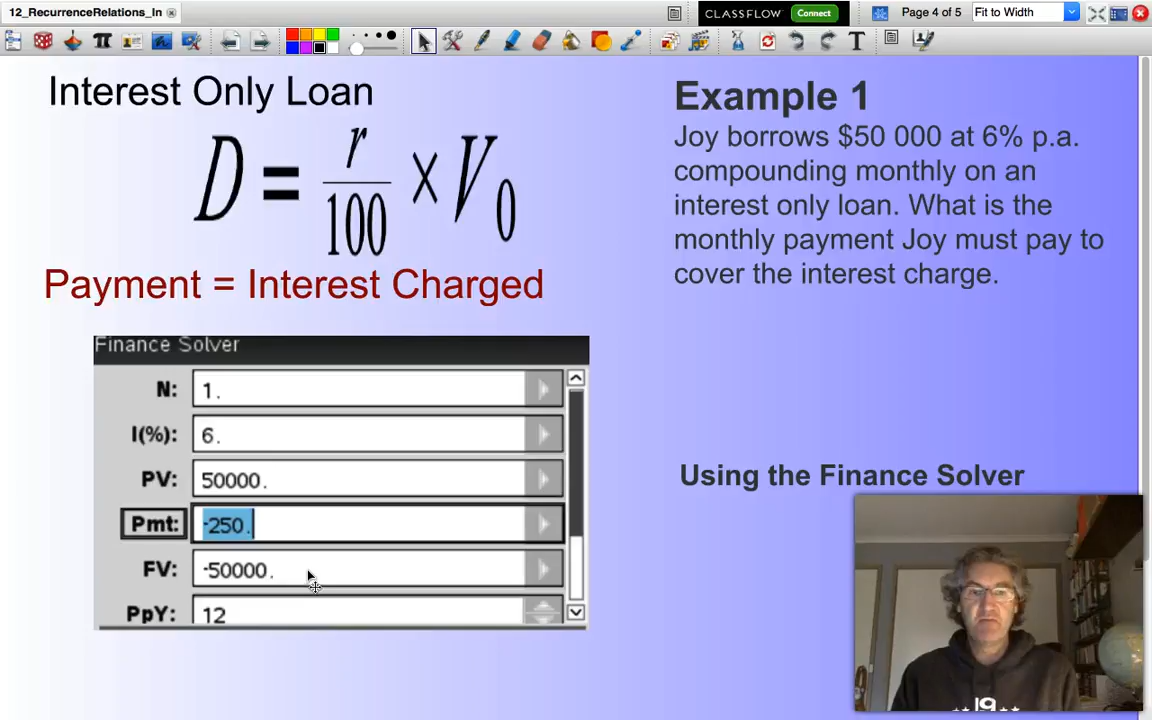 12_RecurrenceRelations_In
CLASSFLOW Connect
Page 4 of 5
Fit to Width
Interest Only Loan
D = r/100 × V₀
Payment = Interest Charged
Example 1
Joy borrows $50 000 at 6% p.a.
compounding monthly on an
interest only loan. What is the
monthly payment Joy must pay to
cover the interest charge.
Finance Solver
N: 1.
I(%): 6.
PV: 50000.
Pmt: -250.
FV: -50000.
PpY: 12
Using the Finance Solver
19